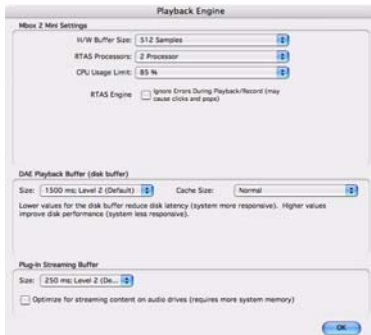 Playback Engine
Mbox 2 Mini Settings
H/W Buffer Size: 512 Samples
RTAS Processors: 2 Processor
CPU Usage Limit: 85 %
RTAS Engine Ignore Errors During Playback/Record (may
cause clicks and pops)
DAE Playback Buffer (disk buffer)
Size: 1500 ms; Level 2 (Default) Cache Size: Normal
Lower values for the disk buffer reduce disk latency (system more responsive). Higher values
improve disk performance (system less responsive).
Plug-In Streaming Buffer
Size: 250 ms; Level 2 (De...
Optimize for streaming content on audio drives (requires more system memory)
OK